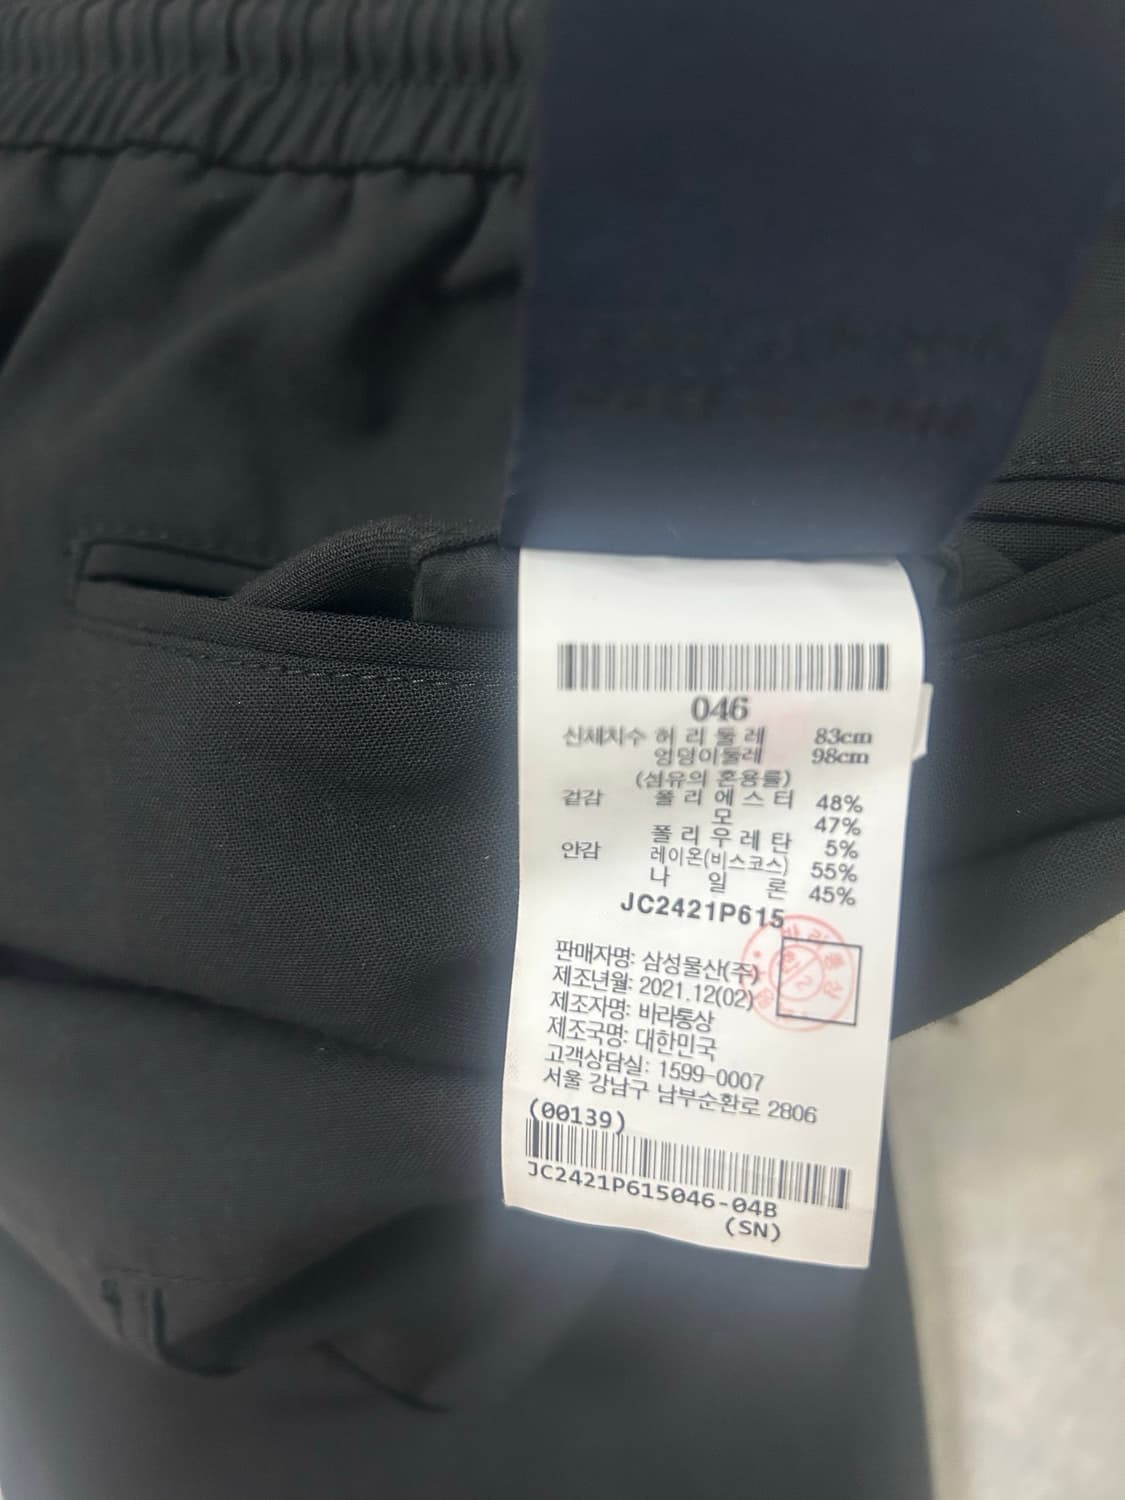 046
신체치수 허리둘레 83cm
엉덩이둘레 98cm
(섬유의 혼용률)
겉감 폴리에스터 48%
모 47%
폴리우레탄 5%
안감 레이온(비스코스) 55%
나일론 45%
JC2421P615
판매자명: 삼성물산(주)
제조년월: 2021.12(02)
제조자명: 바라통상
제조국명: 대한민국
고객상담실: 1599-0007
서울 강남구 남부순환로 2806
(00139)
JC2421P615046-04B
(SN)